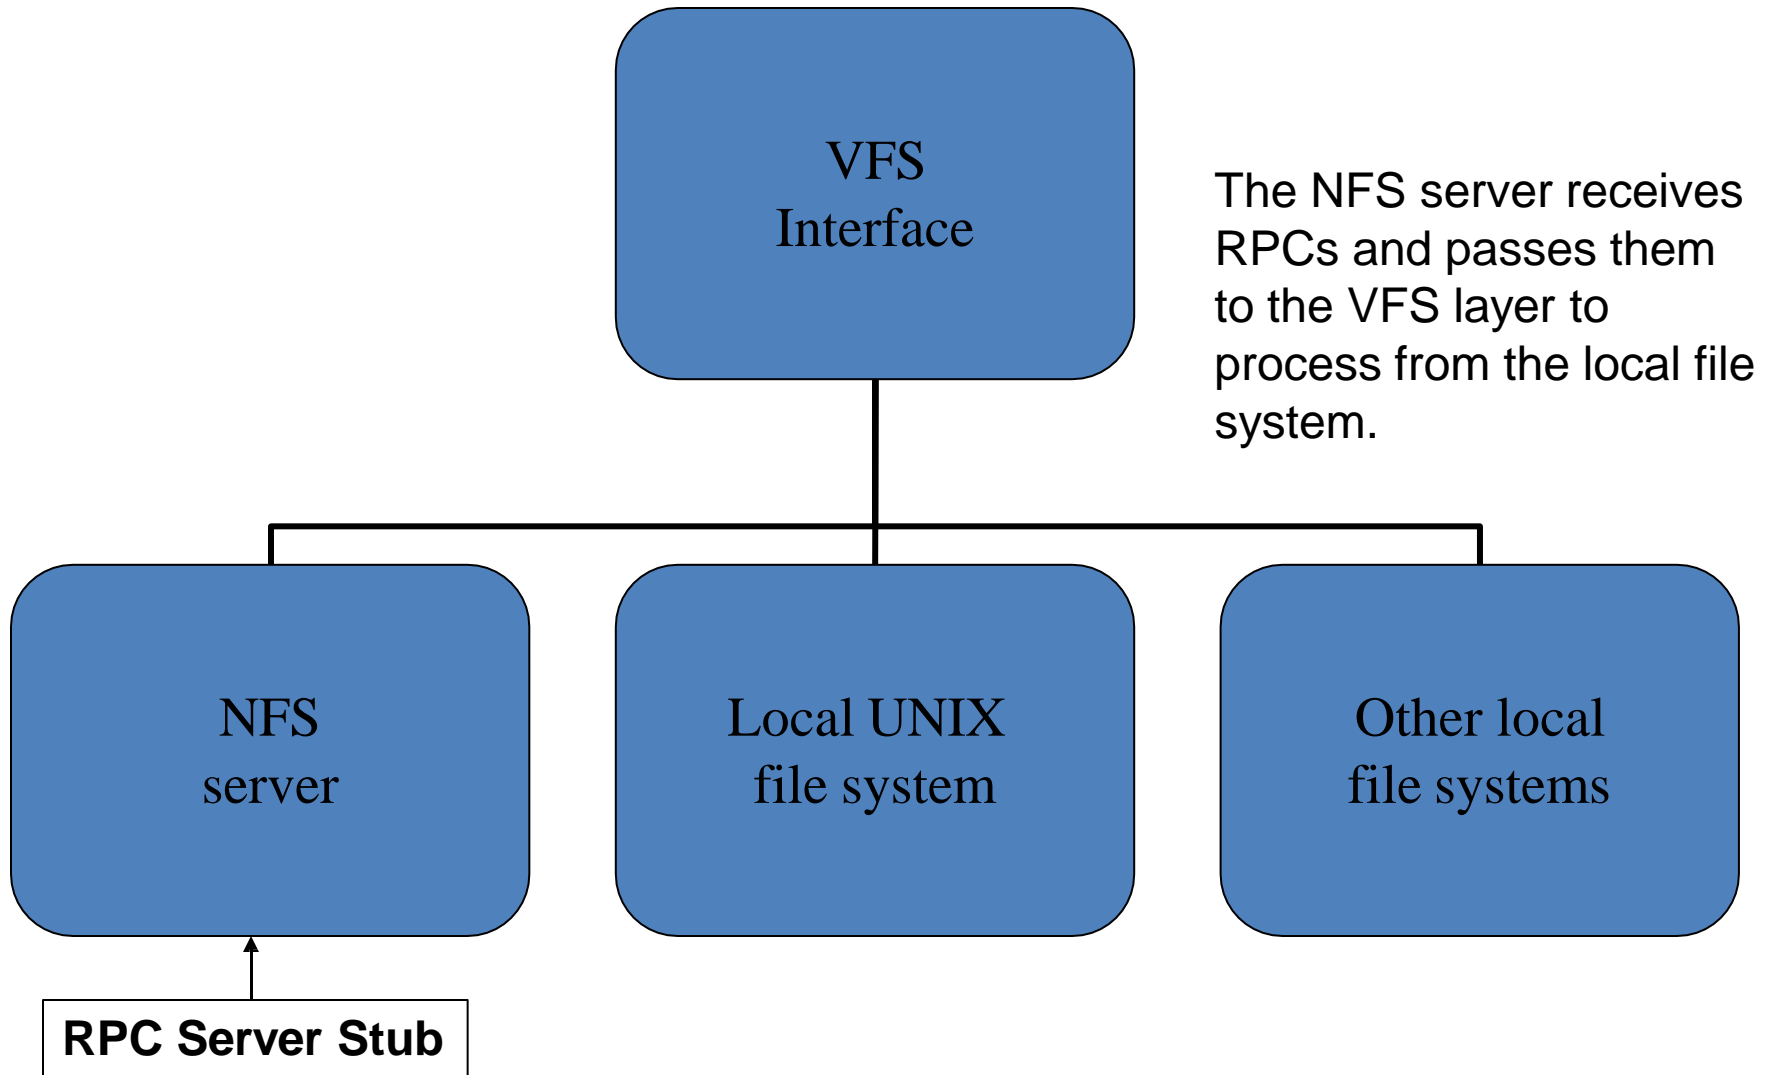 VFS
Interface
The NFS server receives
RPCs and passes them
to the VFS layer to
process from the local file
system.
NFS
server
Local UNIX
file system
Other local
file systems
RPC Server Stub